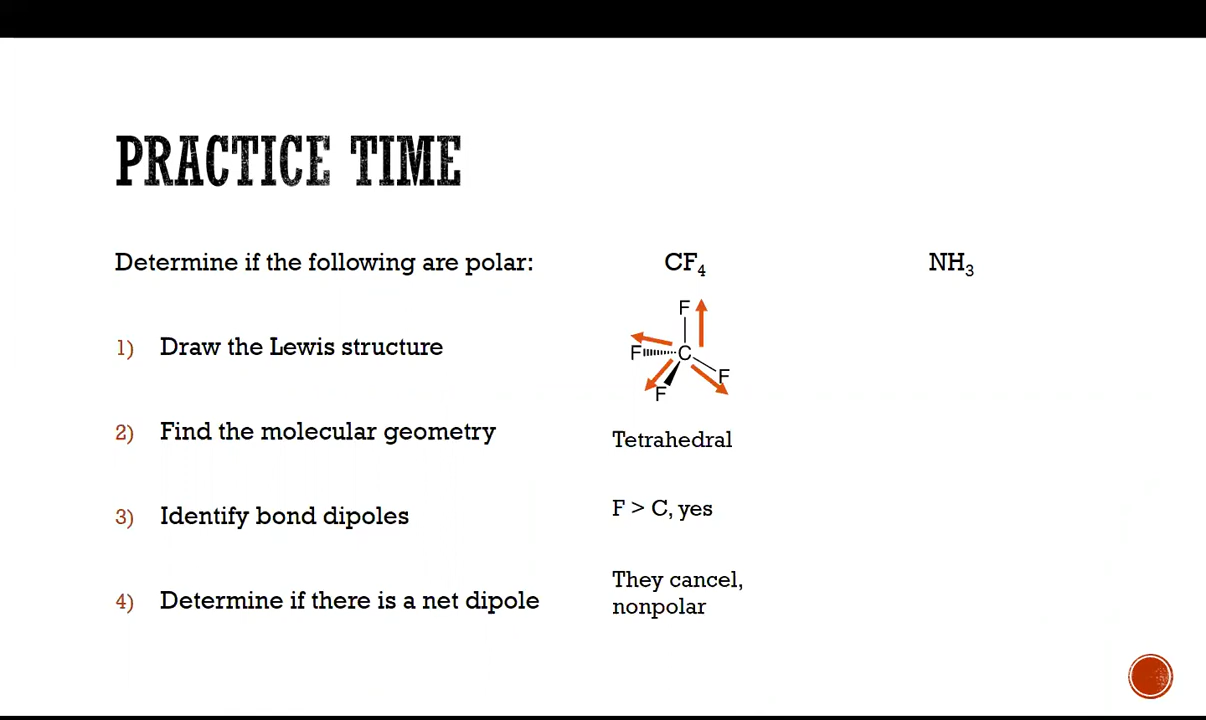 PRACTICE TIME
Determine if the following are polar:
CF₄
NH₃
F
F
C
F
F
1) Draw the Lewis structure
2) Find the molecular geometry
Tetrahedral
3) Identify bond dipoles
F > C, yes
4) Determine if there is a net dipole
They cancel,
nonpolar